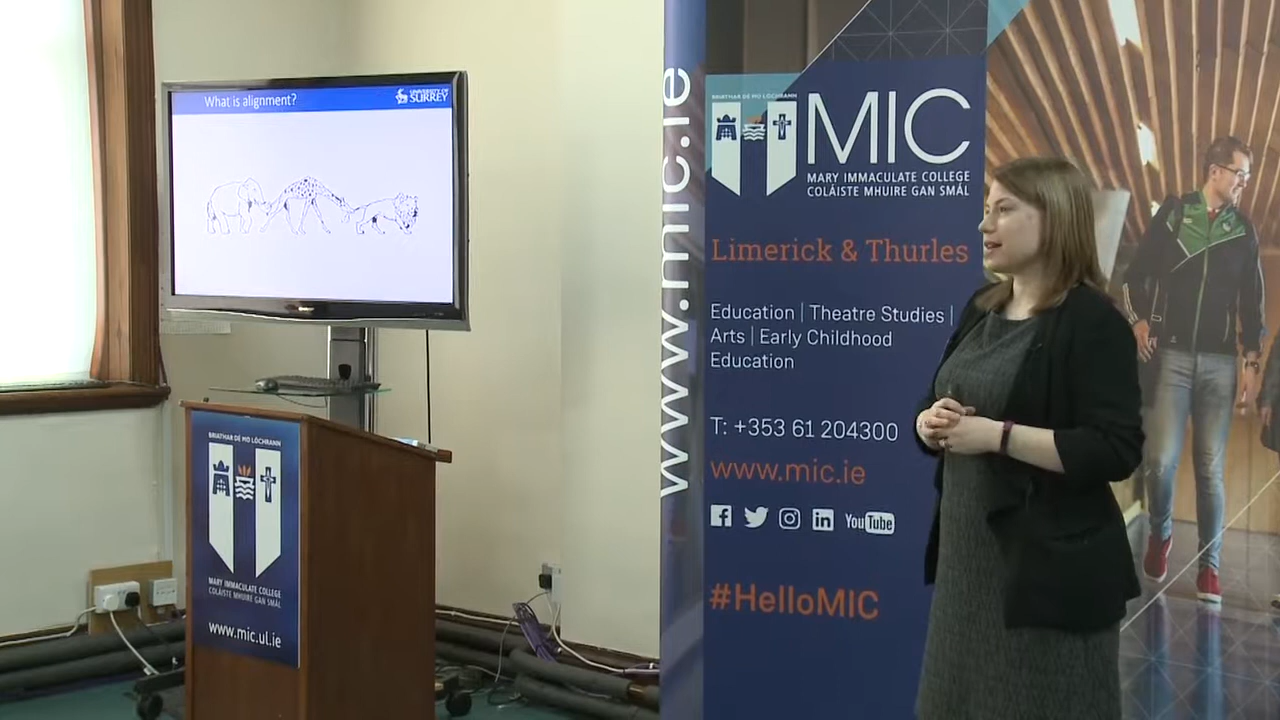 What is alignment?
UNIVERSITY OF
SURREY
BRIATHAR DÉ MO LÓCHRANN
MARY IMMACULATE COLLEGE
COLÁISTE MHUIRE GAN SMÁL
www.mic.ul.ie
www.mic.ie
BRIATHAR DÉ MO LÓCHRANN
MIC
MARY IMMACULATE COLLEGE
COLÁISTE MHUIRE GAN SMÁL
Limerick & Thurles
Education | Theatre Studies |
Arts | Early Childhood
Education
T: +353 61 204300
www.mic.ie
YouTube
#HelloMIC